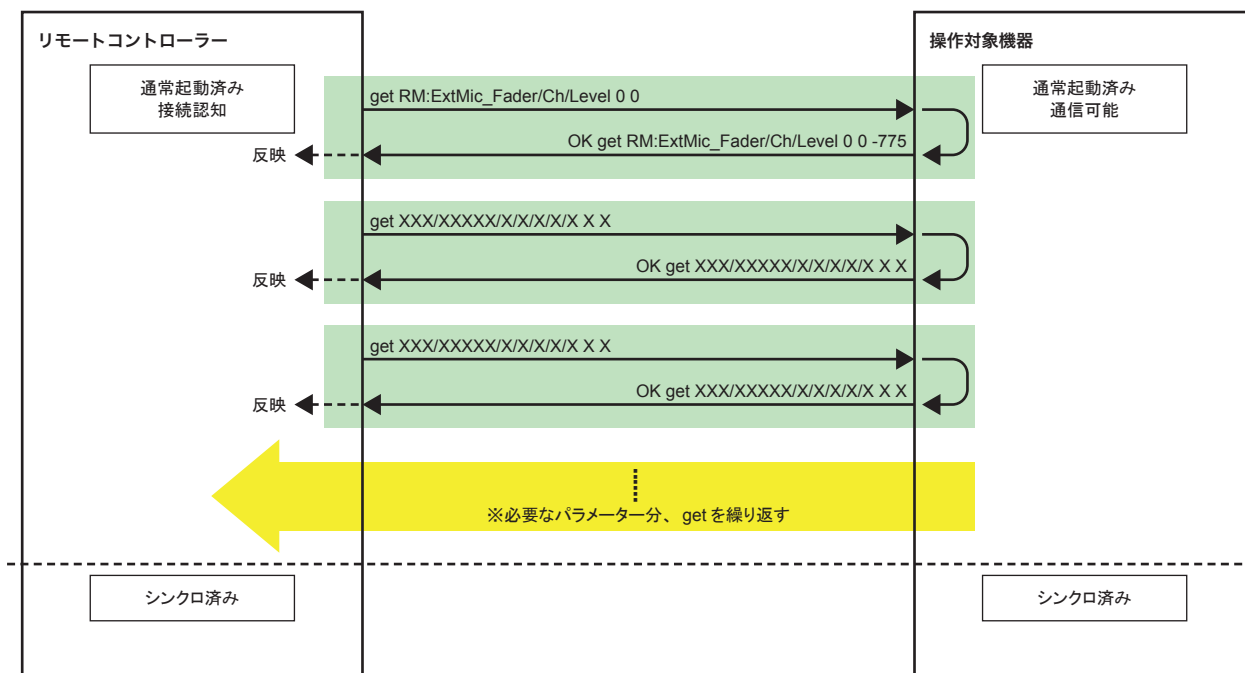 リモートコントローラー
操作対象機器
通常起動済み
接続認知
通常起動済み
通信可能
get RM:ExtMic_Fader/Ch/Level 0 0
OK get RM:ExtMic_Fader/Ch/Level 0 0 -775
反映
get XXX/XXXXX/X/X/X/X/X X X
OK get XXX/XXXXX/X/X/X/X/X X X
反映
get XXX/XXXXX/X/X/X/X/X X X
OK get XXX/XXXXX/X/X/X/X/X X X
反映
※必要なパラメーター分、get を繰り返す
シンクロ済み
シンクロ済み